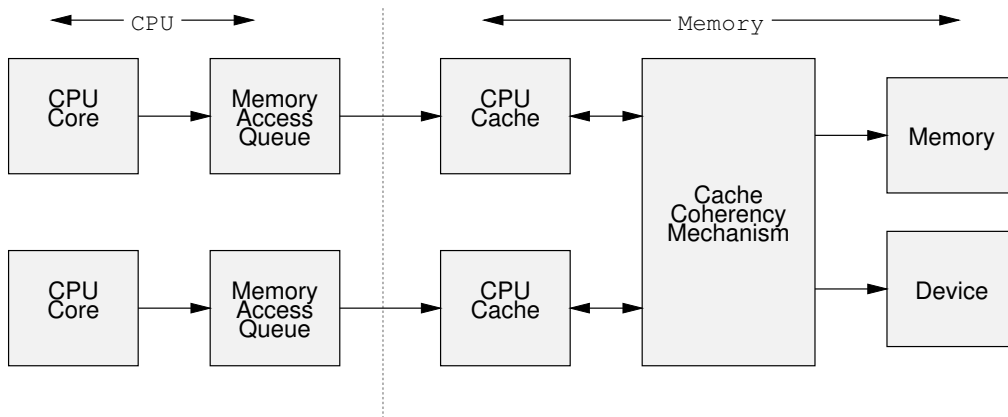 CPU
Memory
CPU
Core
Memory
Access
Queue
CPU
Cache
Memory
Cache
Coherency
Mechanism
CPU
Core
Memory
Access
Queue
CPU
Cache
Device